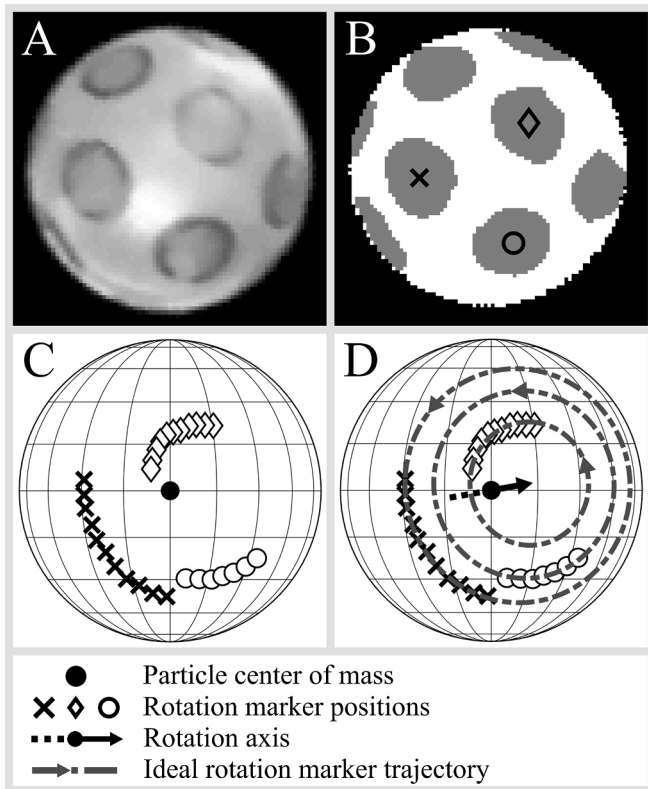 A
B
C
D
Particle center of mass
Rotation marker positions
Rotation axis
Ideal rotation marker trajectory